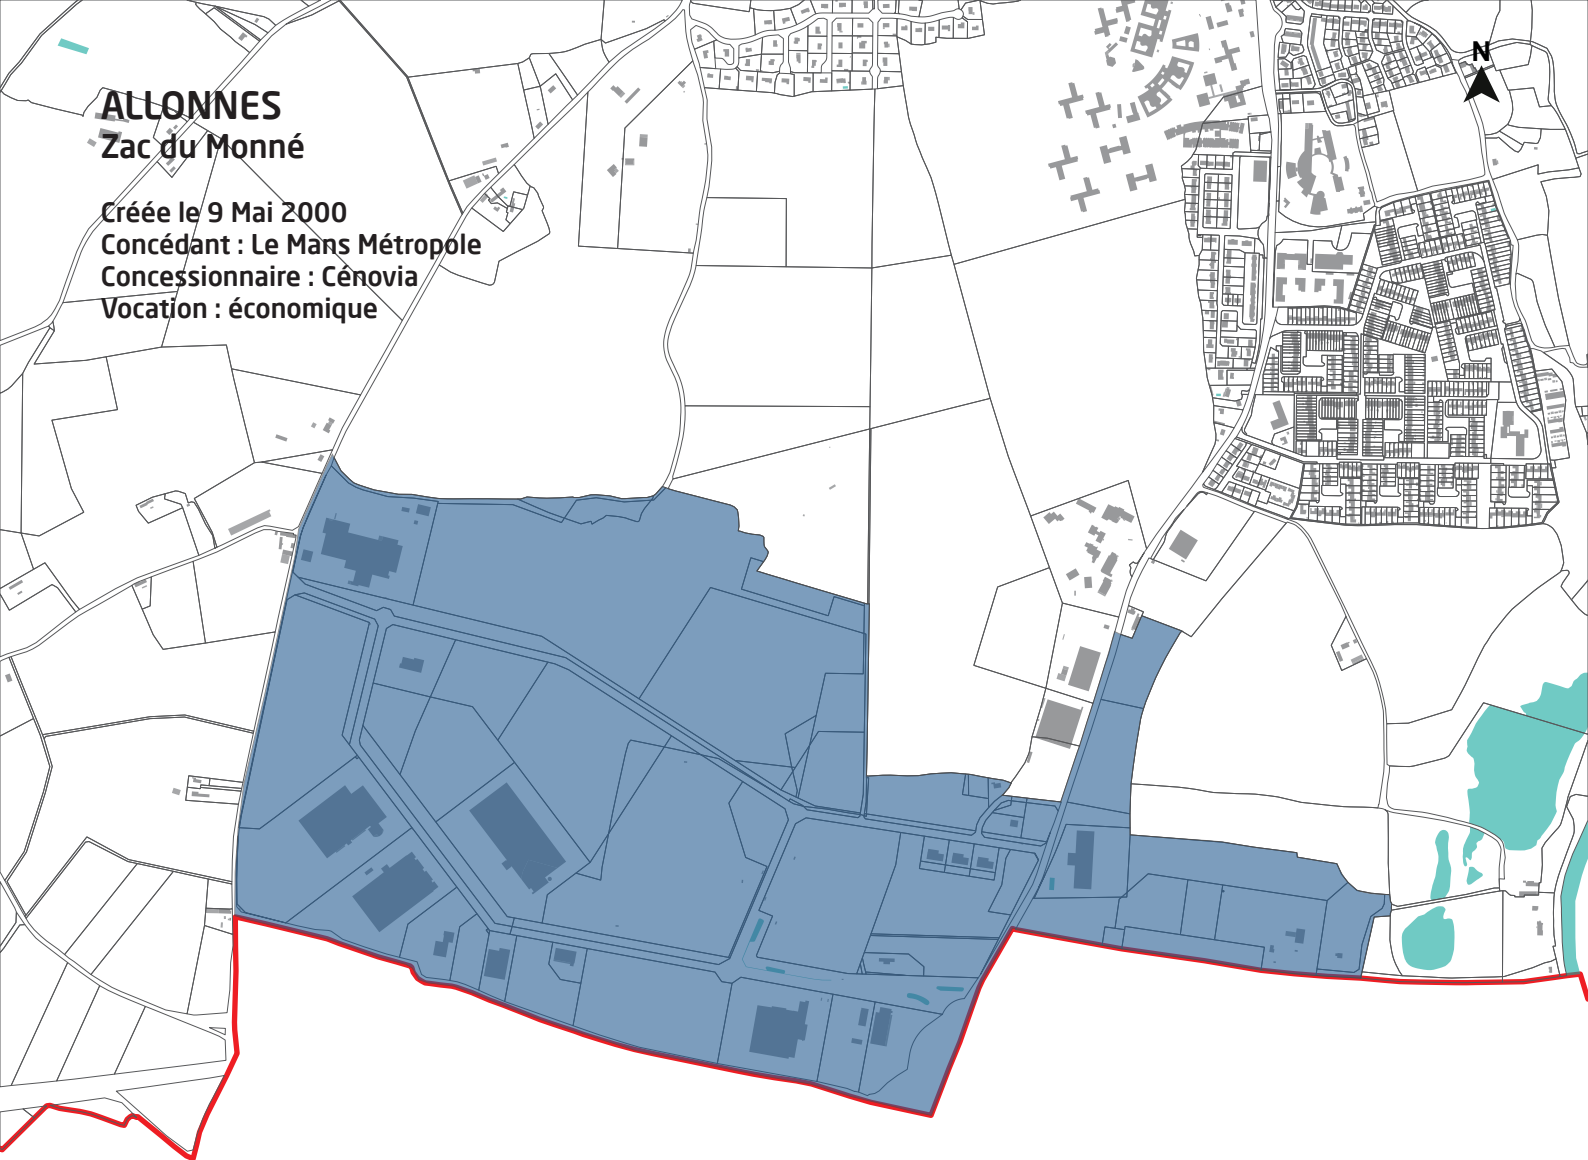 ALLONNES
Zac du Monné
Créée le 9 Mai 2000
Concédant : Le Mans Métropole
Concessionnaire : Cénovia
Vocation : économique
N